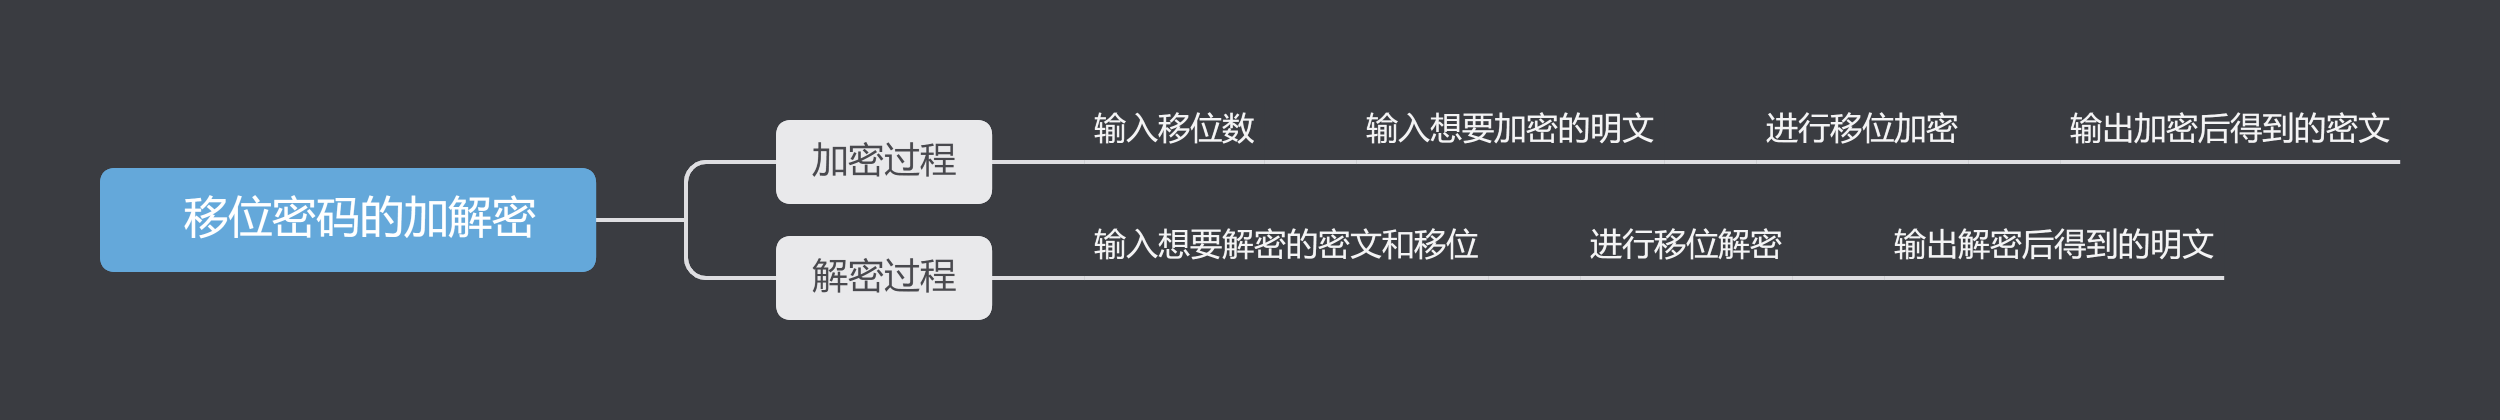 移位密码的加解密
加密过程
输入移位数
输入想要加密的明文
进行移位加密
输出加密后得到的密文
解密过程
输入想要解密的密文和移位
进行移位解密
解密出后得到的明文